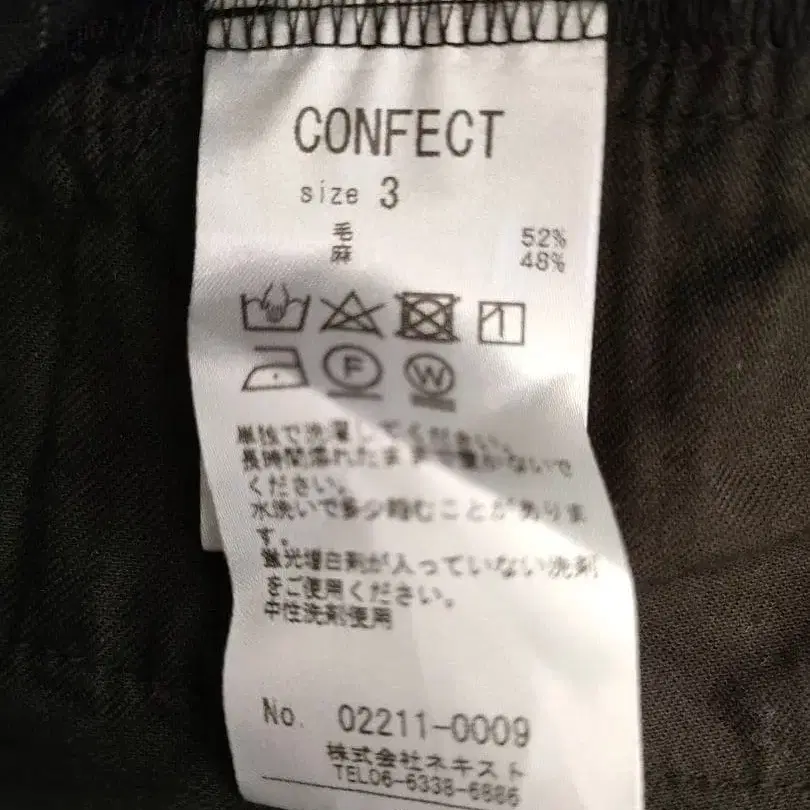 CONFECT
size 3
毛 52%
麻 48%
F W
単独で洗濯してください。
長時間濡れたままで置かないで
ください。
水洗いで多少縮むことがありま
す。
蛍光増白剤が入っていない洗剤
をご使用ください。
中性洗剤使用
No. 02211-0009
株式会社ネキスト
TEL06-6338-6886